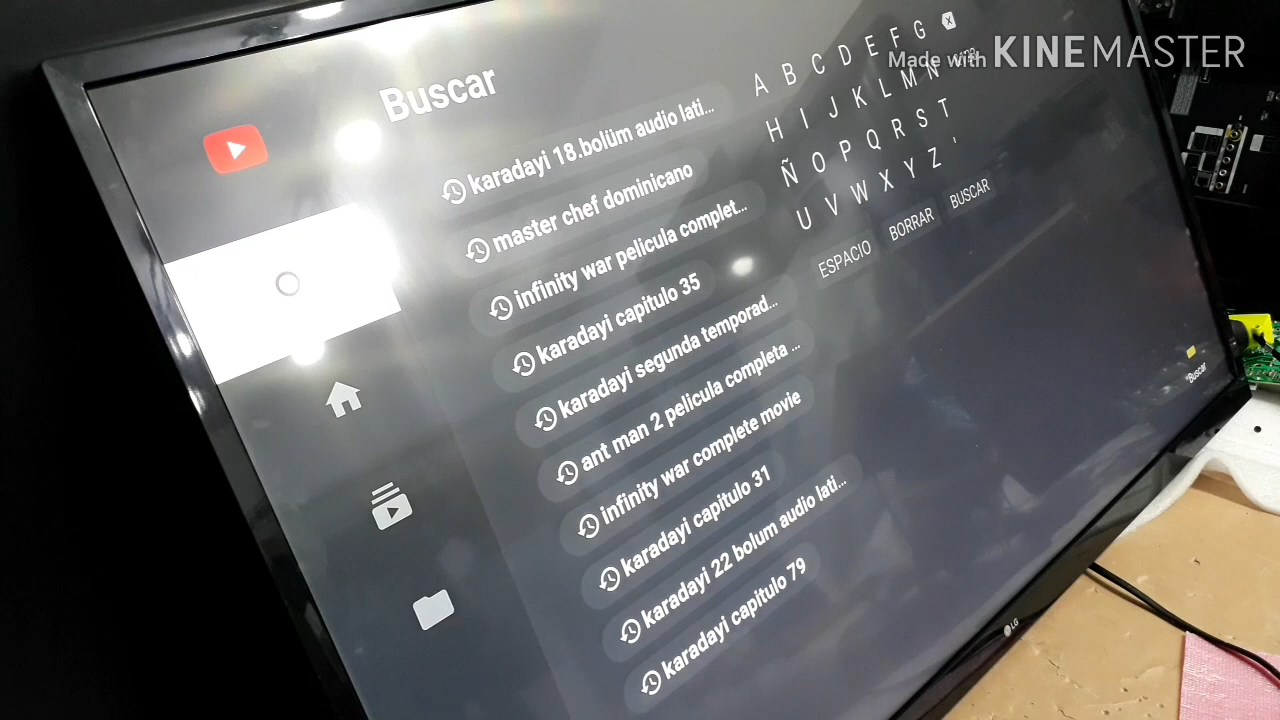 Buscar
karadayi 18.bolüm audio lati...
master chef dominicano
infinity war pelicula complet...
karadayi capitulo 35
karadayi segunda temporad...
ant man 2 pelicula completa ...
infinity war complete movie
karadayi capitulo 31
karadayi 22 bolum audio lati...
karadayi capitulo 79
A B C D E F G
H I J K L M N
Ñ O P Q R S T
U V W X Y Z '
ESPACIO BORRAR BUSCAR
Made with KINEMASTER
"Buscar
LG